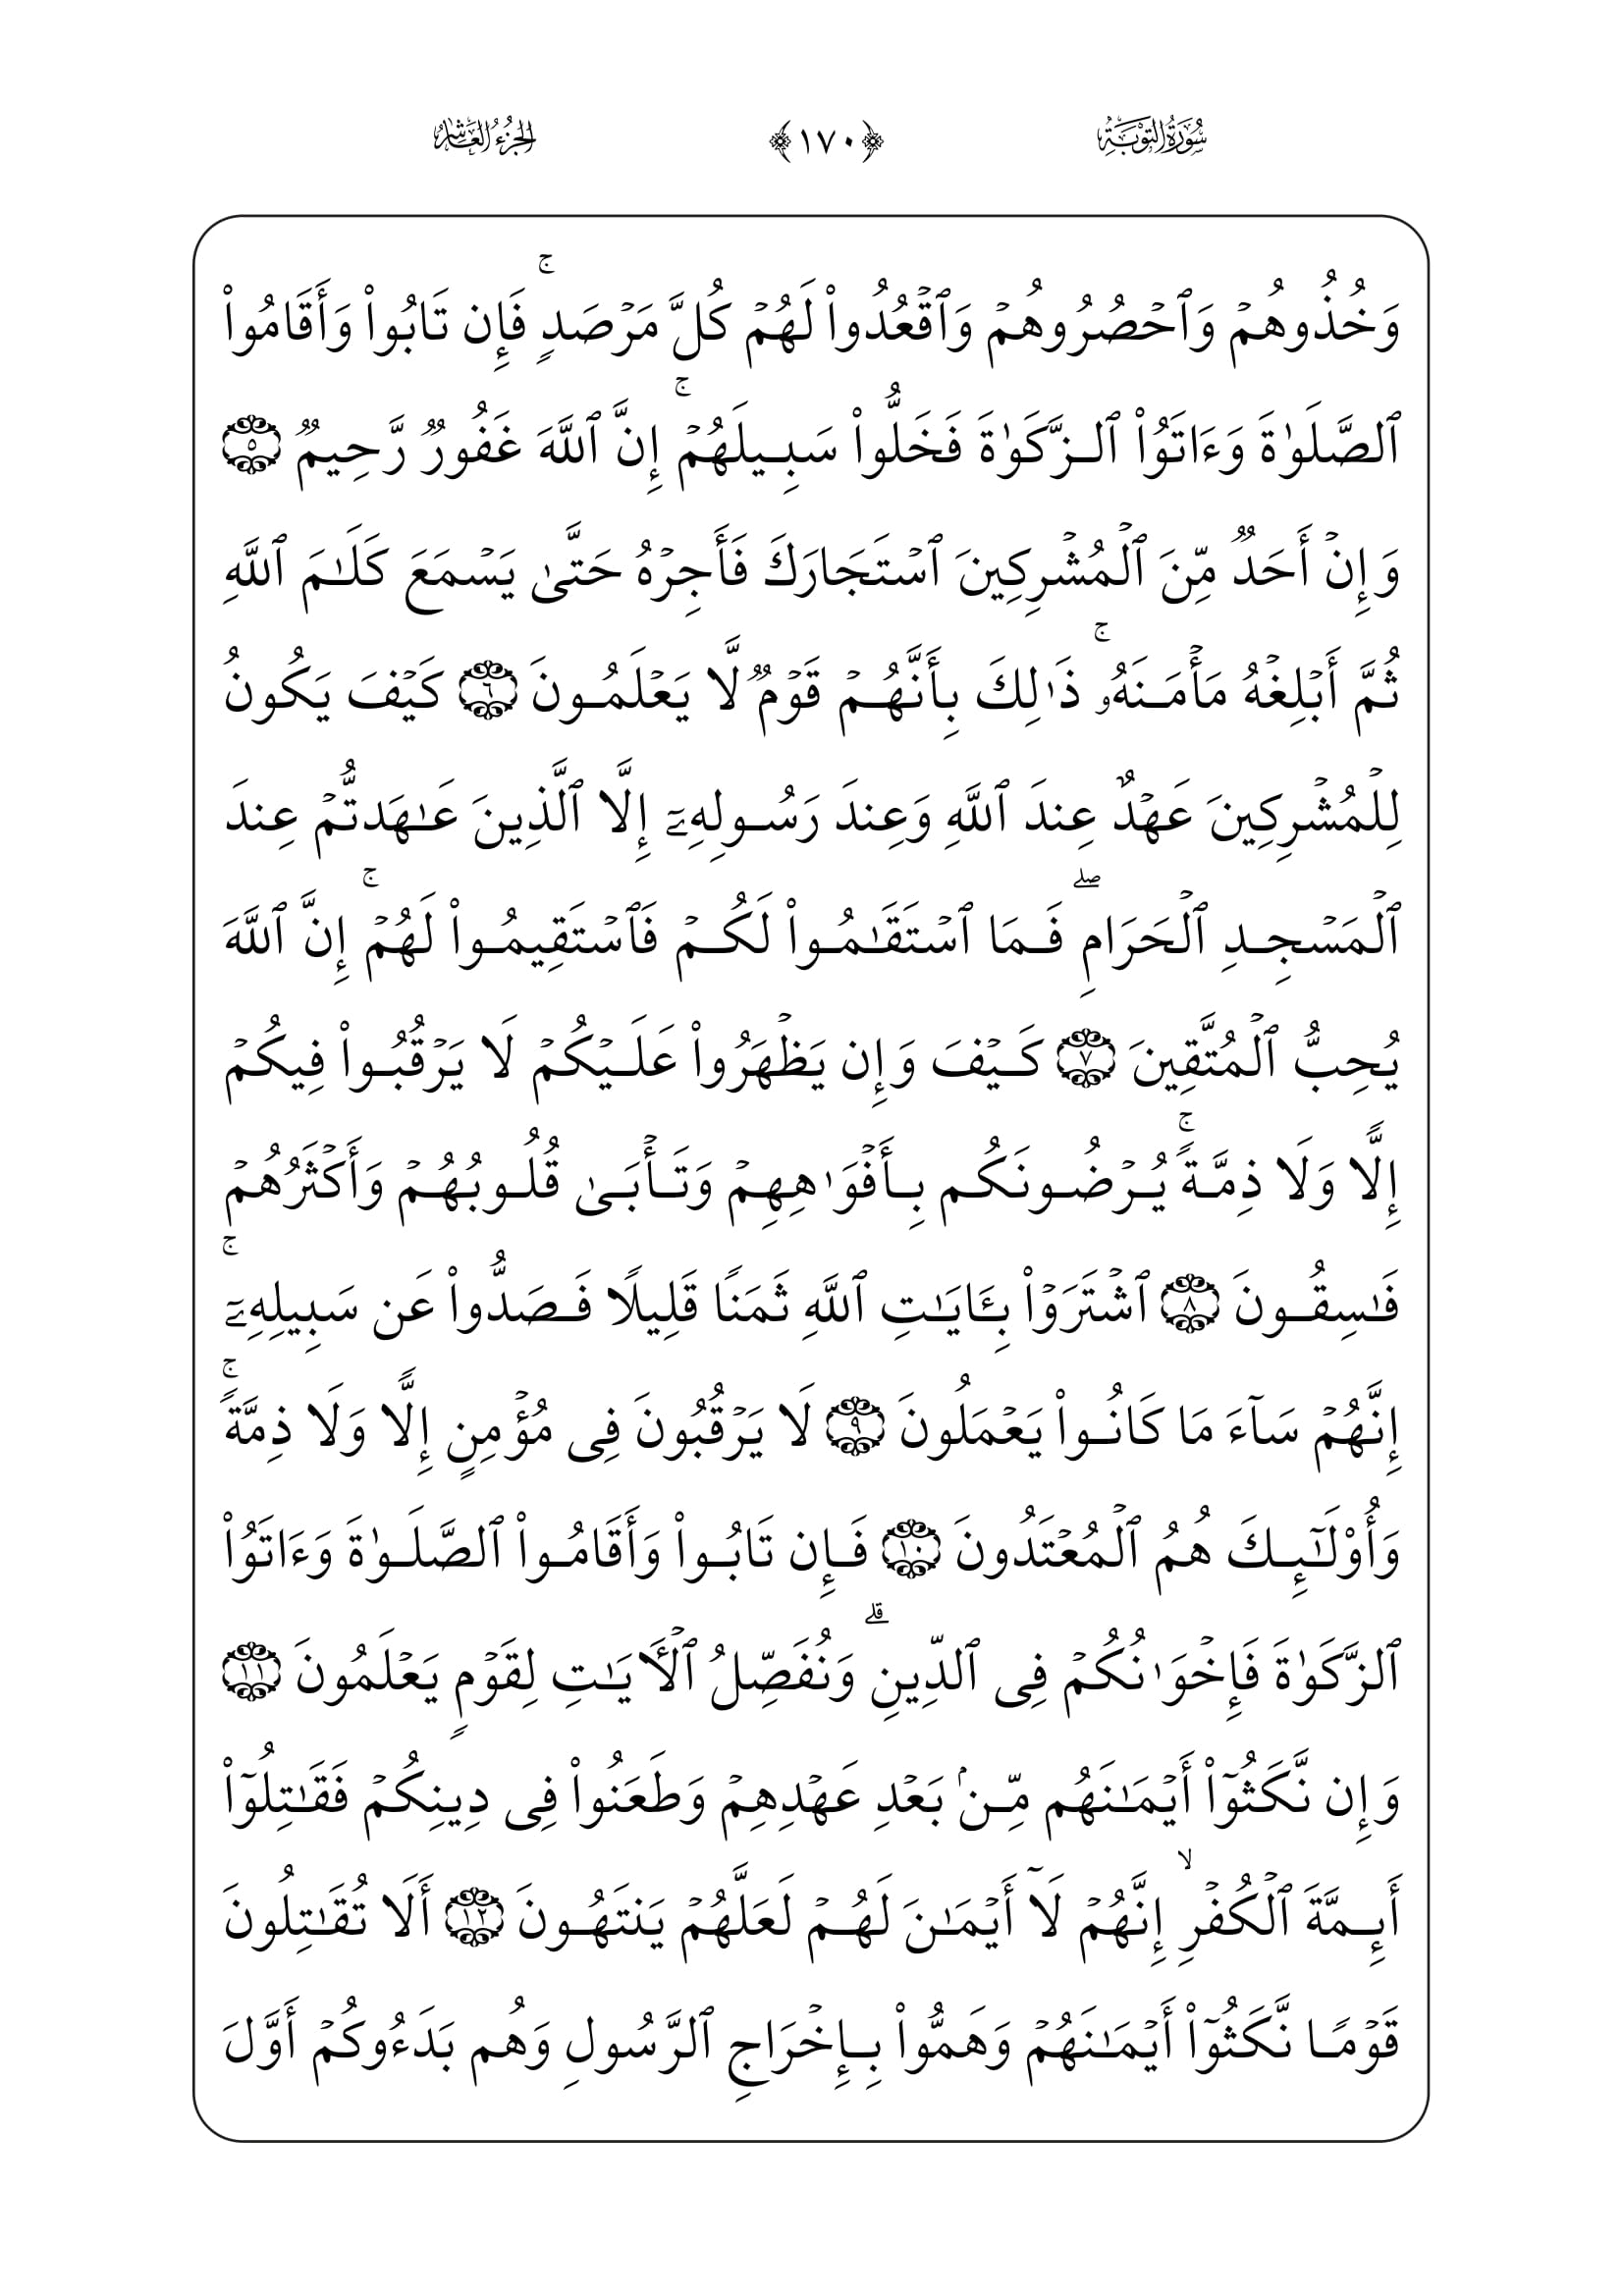 سُورَةُ التَّوْبَةِ ﴿١٧٠﴾ الجُزْءُ العَاشِرُ
وَخُذُوهُمۡ وَٱحۡصُرُوهُمۡ وَٱقۡعُدُواْ لَهُمۡ كُلَّ مَرۡصَدٖۚ فَإِن تَابُواْ وَأَقَامُواْ
ٱلصَّلَوٰةَ وَءَاتَوُاْ ٱلزَّكَوٰةَ فَخَلُّواْ سَبِيلَهُمۡۚ إِنَّ ٱللَّهَ غَفُورٞ رَّحِيمٞ ٥
وَإِنۡ أَحَدٞ مِّنَ ٱلۡمُشۡرِكِينَ ٱسۡتَجَارَكَ فَأَجِرۡهُ حَتَّىٰ يَسۡمَعَ كَلَٰمَ ٱللَّهِ
ثُمَّ أَبۡلِغۡهُ مَأۡمَنَهُۥۚ ذَٰلِكَ بِأَنَّهُمۡ قَوۡمٞ لَّا يَعۡلَمُونَ ٦ كَيۡفَ يَكُونُ
لِلۡمُشۡرِكِينَ عَهۡدٌ عِندَ ٱللَّهِ وَعِندَ رَسُولِهِۦٓ إِلَّا ٱلَّذِينَ عَٰهَدتُّمۡ عِندَ
ٱلۡمَسۡجِدِ ٱلۡحَرَامِۖ فَمَا ٱسۡتَقَٰمُواْ لَكُمۡ فَٱسۡتَقِيمُواْ لَهُمۡۚ إِنَّ ٱللَّهَ
يُحِبُّ ٱلۡمُتَّقِينَ ٧ كَيۡفَ وَإِن يَظۡهَرُواْ عَلَيۡكُمۡ لَا يَرۡقُبُواْ فِيكُمۡ
إِلّٗا وَلَا ذِمَّةٗۚ يُرۡضُونَكُم بِأَفۡوَٰهِهِمۡ وَتَأۡبَىٰ قُلُوبُهُمۡ وَأَكۡثَرُهُمۡ
فَٰسِقُونَ ٨ ٱشۡتَرَوۡاْ بِـَٔايَٰتِ ٱللَّهِ ثَمَنٗا قَلِيلٗا فَصَدُّواْ عَن سَبِيلِهِۦٓۚ
إِنَّهُمۡ سَآءَ مَا كَانُواْ يَعۡمَلُونَ ٩ لَا يَرۡقُبُونَ فِي مُؤۡمِنٍ إِلّٗا وَلَا ذِمَّةٗۚ
وَأُوْلَٰٓئِكَ هُمُ ٱلۡمُعۡتَدُونَ ١٠ فَإِن تَابُواْ وَأَقَامُواْ ٱلصَّلَوٰةَ وَءَاتَوُاْ
ٱلزَّكَوٰةَ فَإِخۡوَٰنُكُمۡ فِي ٱلدِّينِۗ وَنُفَصِّلُ ٱلۡأٓيَٰتِ لِقَوۡمٖ يَعۡلَمُونَ ١١
وَإِن نَّكَثُوٓاْ أَيۡمَٰنَهُم مِّنۢ بَعۡدِ عَهۡدِهِمۡ وَطَعَنُواْ فِي دِينِكُمۡ فَقَٰتِلُوٓاْ
أَئِمَّةَ ٱلۡكُفۡرِۙ إِنَّهُمۡ لَآ أَيۡمَٰنَ لَهُمۡ لَعَلَّهُمۡ يَنتَهُونَ ١٢ أَلَا تُقَٰتِلُونَ
قَوۡمٗا نَّكَثُوٓاْ أَيۡمَٰنَهُمۡ وَهَمُّواْ بِإِخۡرَاجِ ٱلرَّسُولِ وَهُم بَدَءُوكُمۡ أَوَّلَ